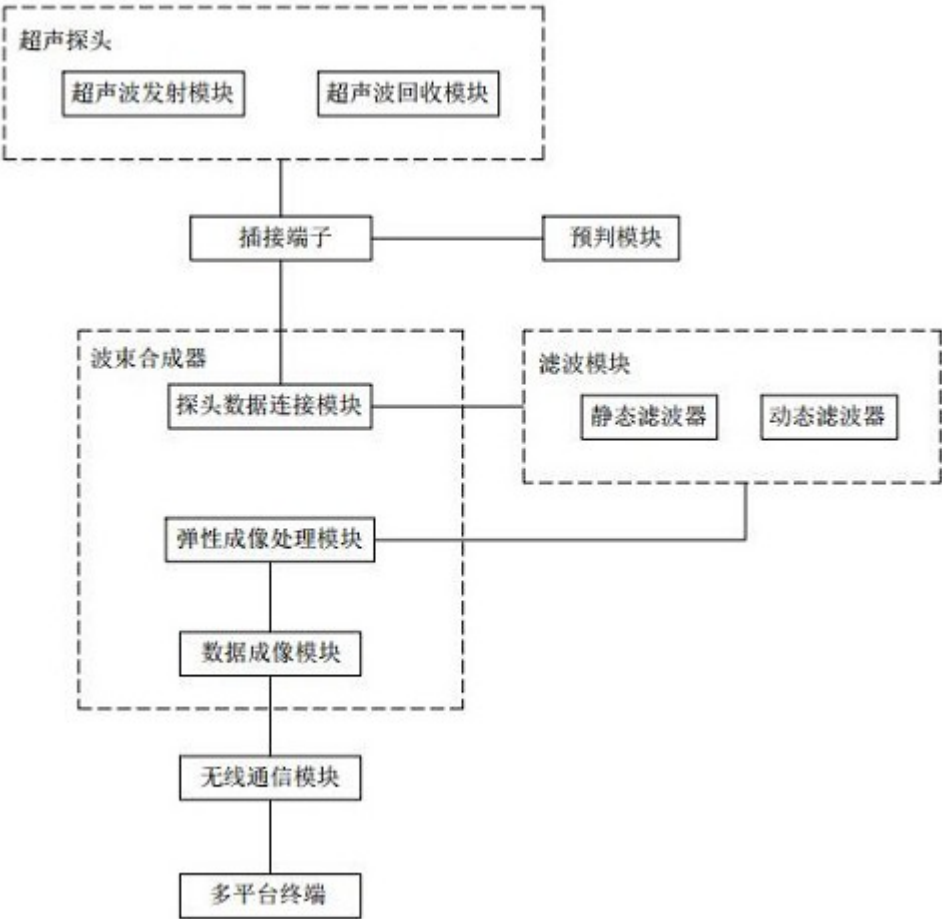 超声探头
超声波发射模块
超声波回收模块
插接端子
预判模块
波束合成器
滤波模块
探头数据连接模块
静态滤波器
动态滤波器
弹性成像处理模块
数据成像模块
无线通信模块
多平台终端